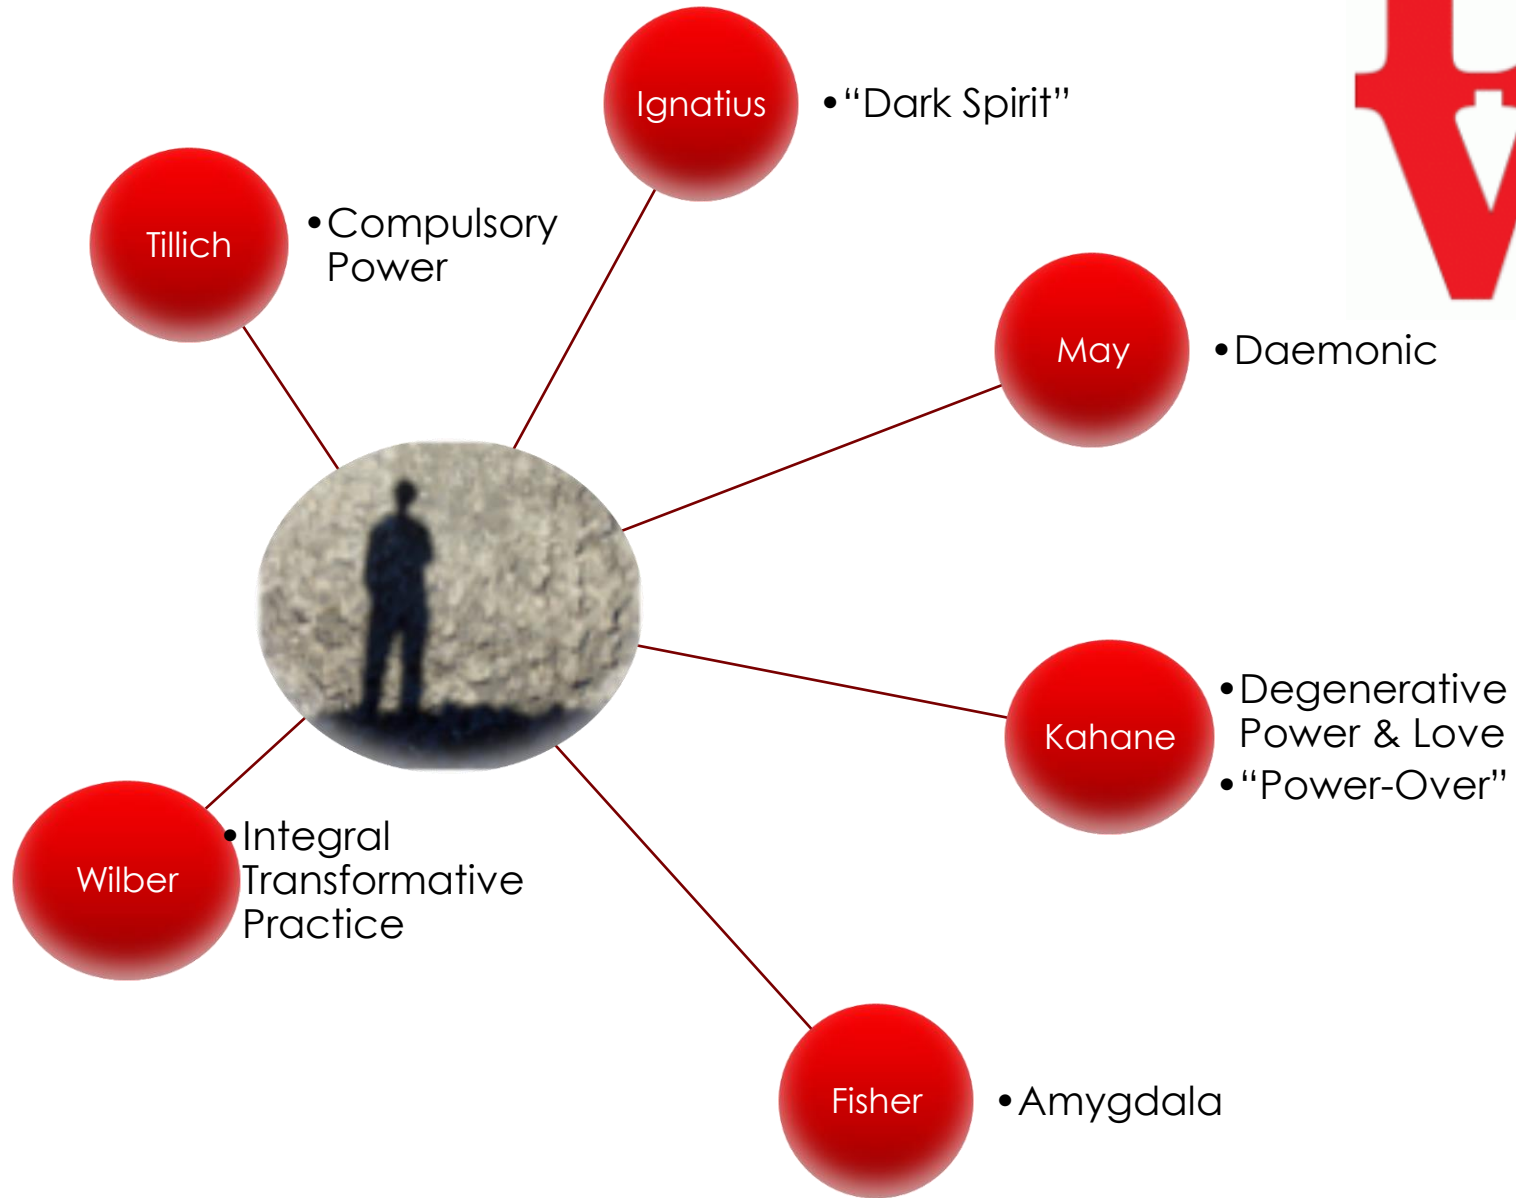 Ignatius
•“Dark Spirit”
Tillich
•Compulsory
Power
May
•Daemonic
Kahane
•Degenerative
Power & Love
•“Power-Over”
Wilber
•Integral
Transformative
Practice
Fisher
•Amygdala